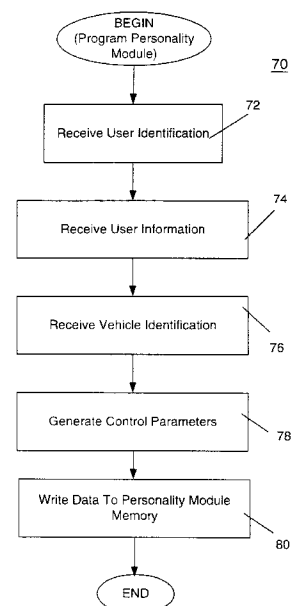 BEGIN
(Program Personality
Module)
70
72
Receive User Identification
74
Receive User Information
Receive Vehicle Identification
76
Generate Control Parameters
78
Write Data To Personality Module
Memory
80
END